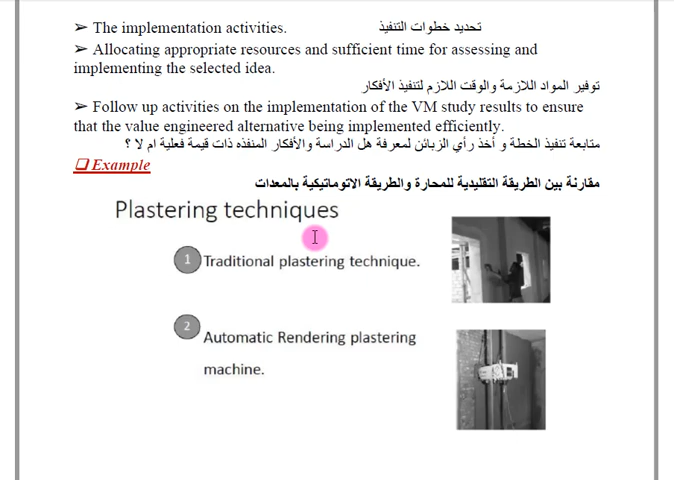 ➢ The implementation activities. تحديد خطوات التنفيذ
➢ Allocating appropriate resources and sufficient time for assessing and
implementing the selected idea.
توفير المواد اللازمة والوقت اللازم لتنفيذ الأفكار
➢ Follow up activities on the implementation of the VM study results to ensure
that the value engineered alternative being implemented efficiently.
متابعة تنفيذ الخطة و أخذ رأي الزبائن لمعرفة هل الدراسة والأفكار المنفذه ذات قيمة فعلية ام لا ؟
❑ Example
مقارنة بين الطريقة التقليدية للمحارة والطريقة الاتوماتيكية بالمعدات
Plastering techniques
1 Traditional plastering technique.
2 Automatic Rendering plastering
machine.